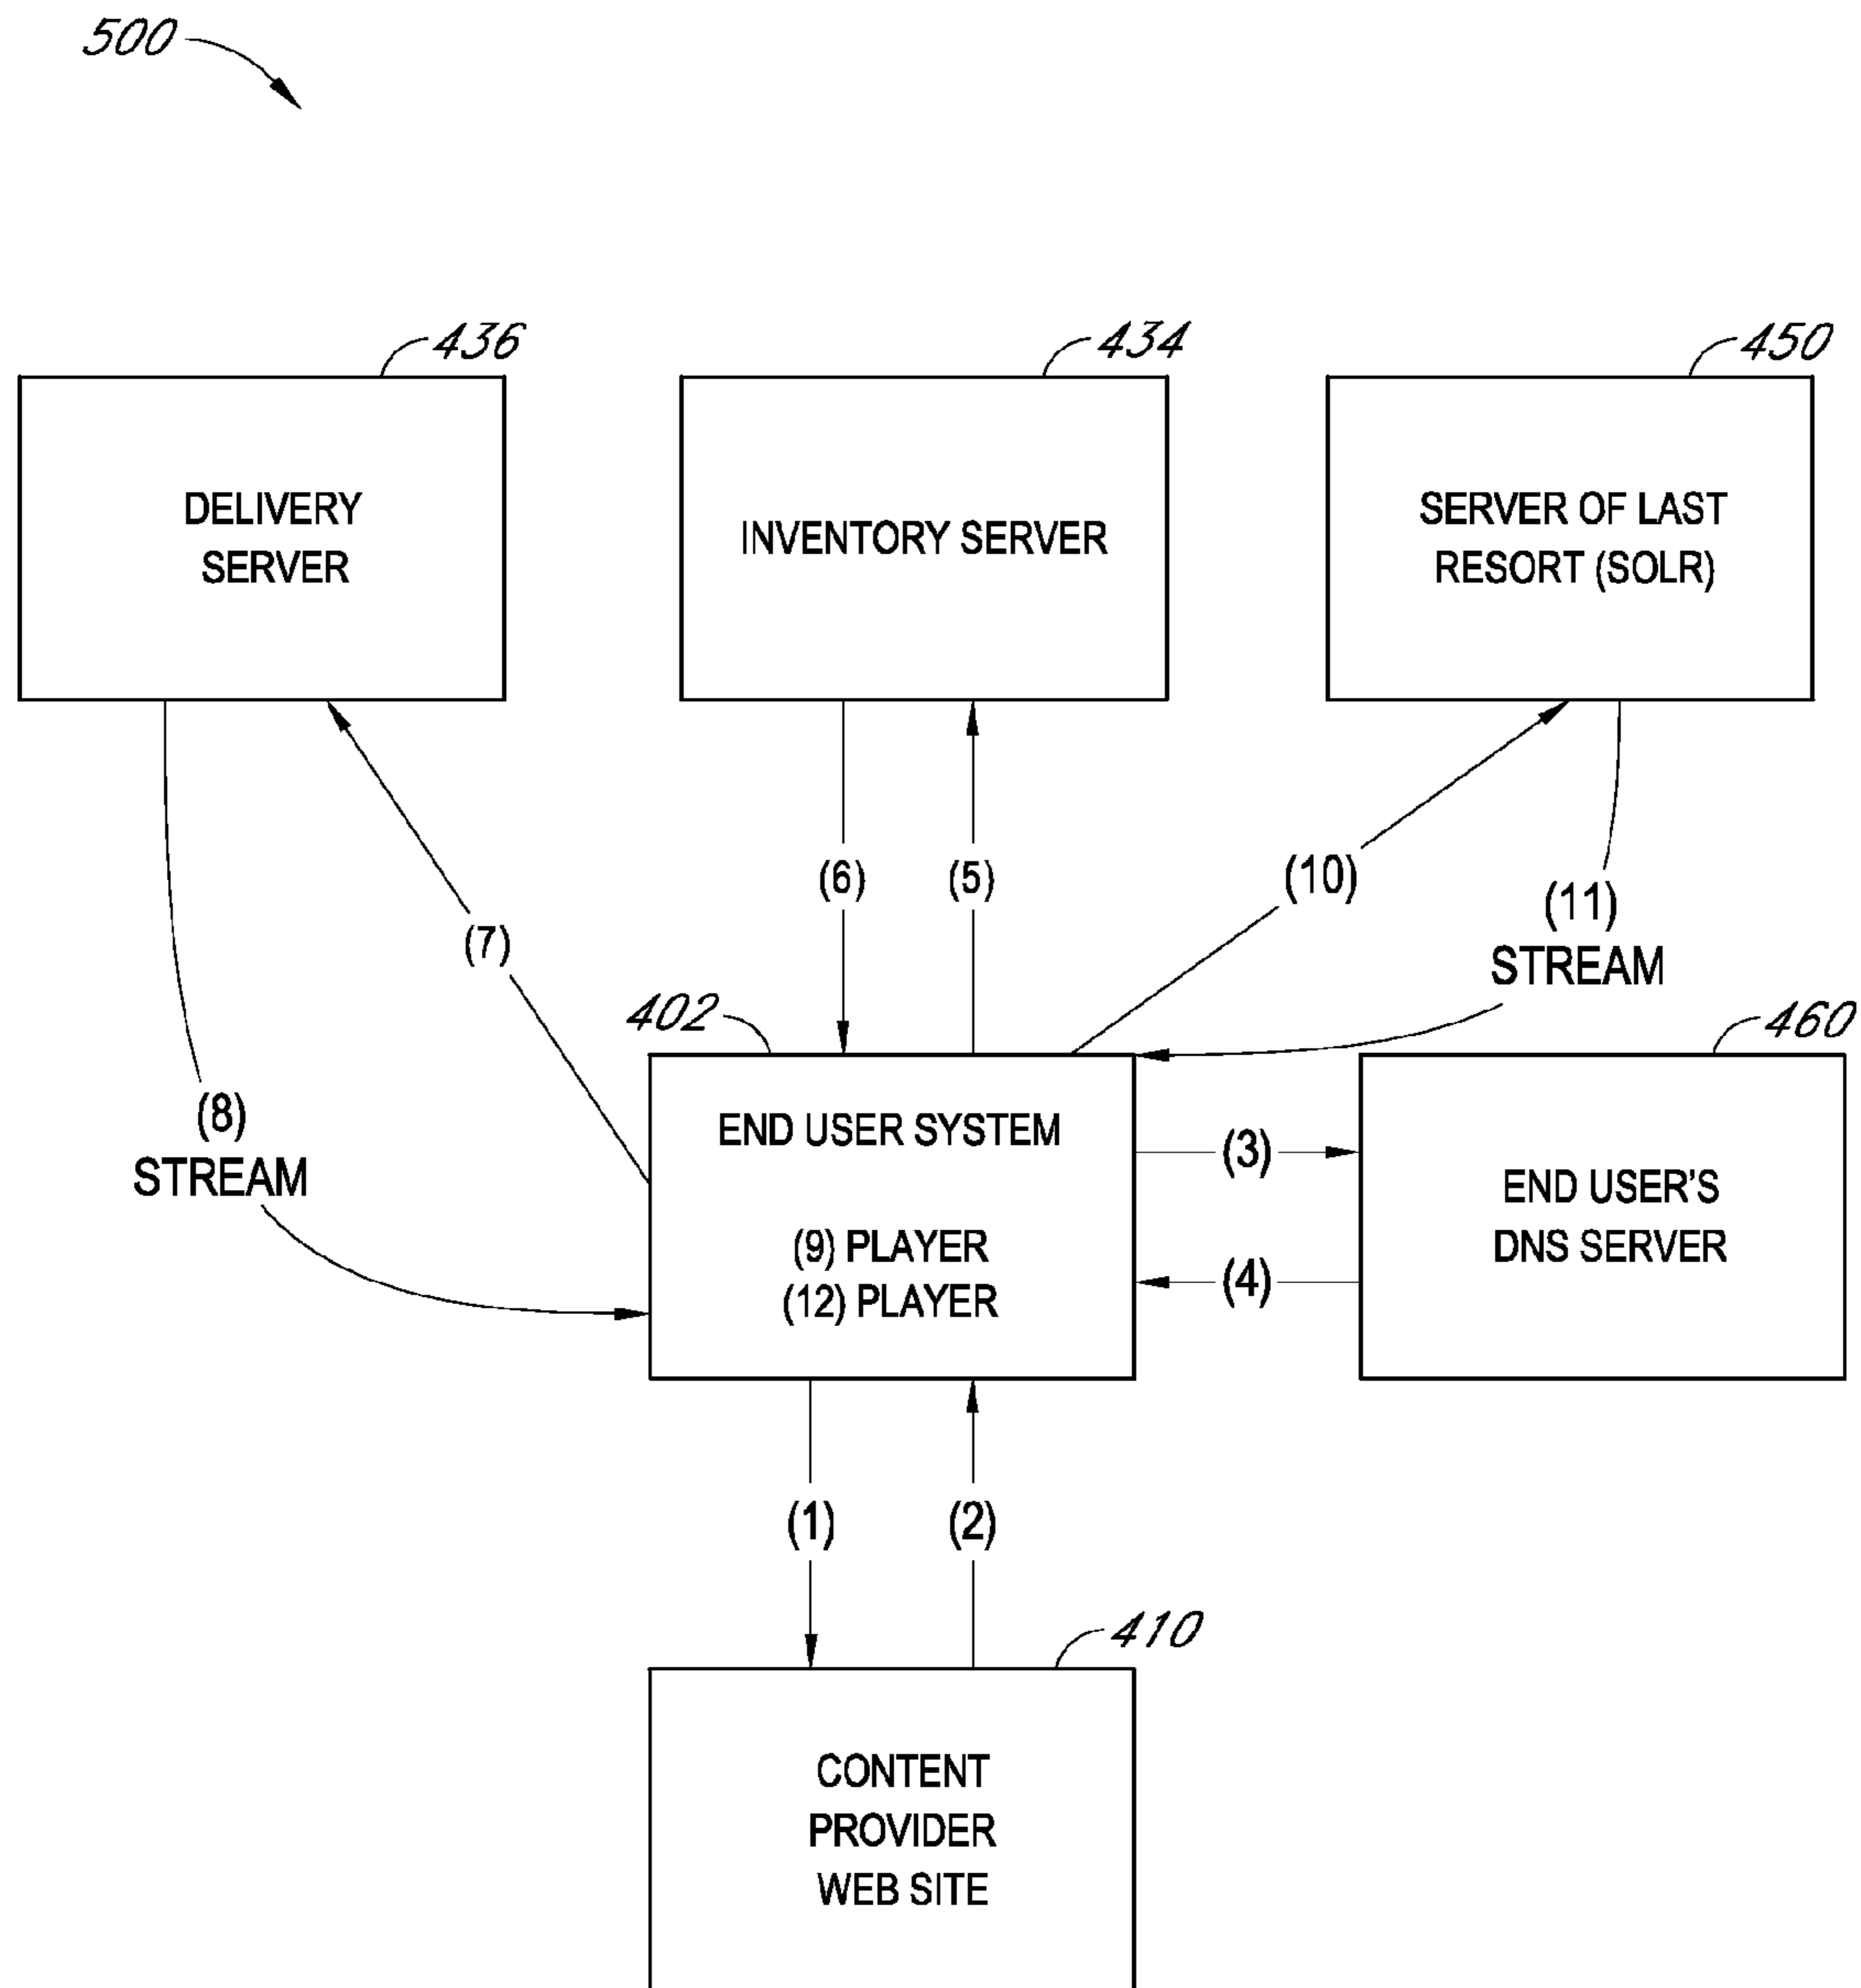 500
436
434
450
DELIVERY
SERVER
INVENTORY SERVER
SERVER OF LAST
RESORT (SOLR)
(6)
(5)
(10)
(11)
STREAM
(7)
402
460
(8)
STREAM
END USER SYSTEM
(9) PLAYER
(12) PLAYER
(3)
(4)
END USER'S
DNS SERVER
(1)
(2)
410
CONTENT
PROVIDER
WEB SITE